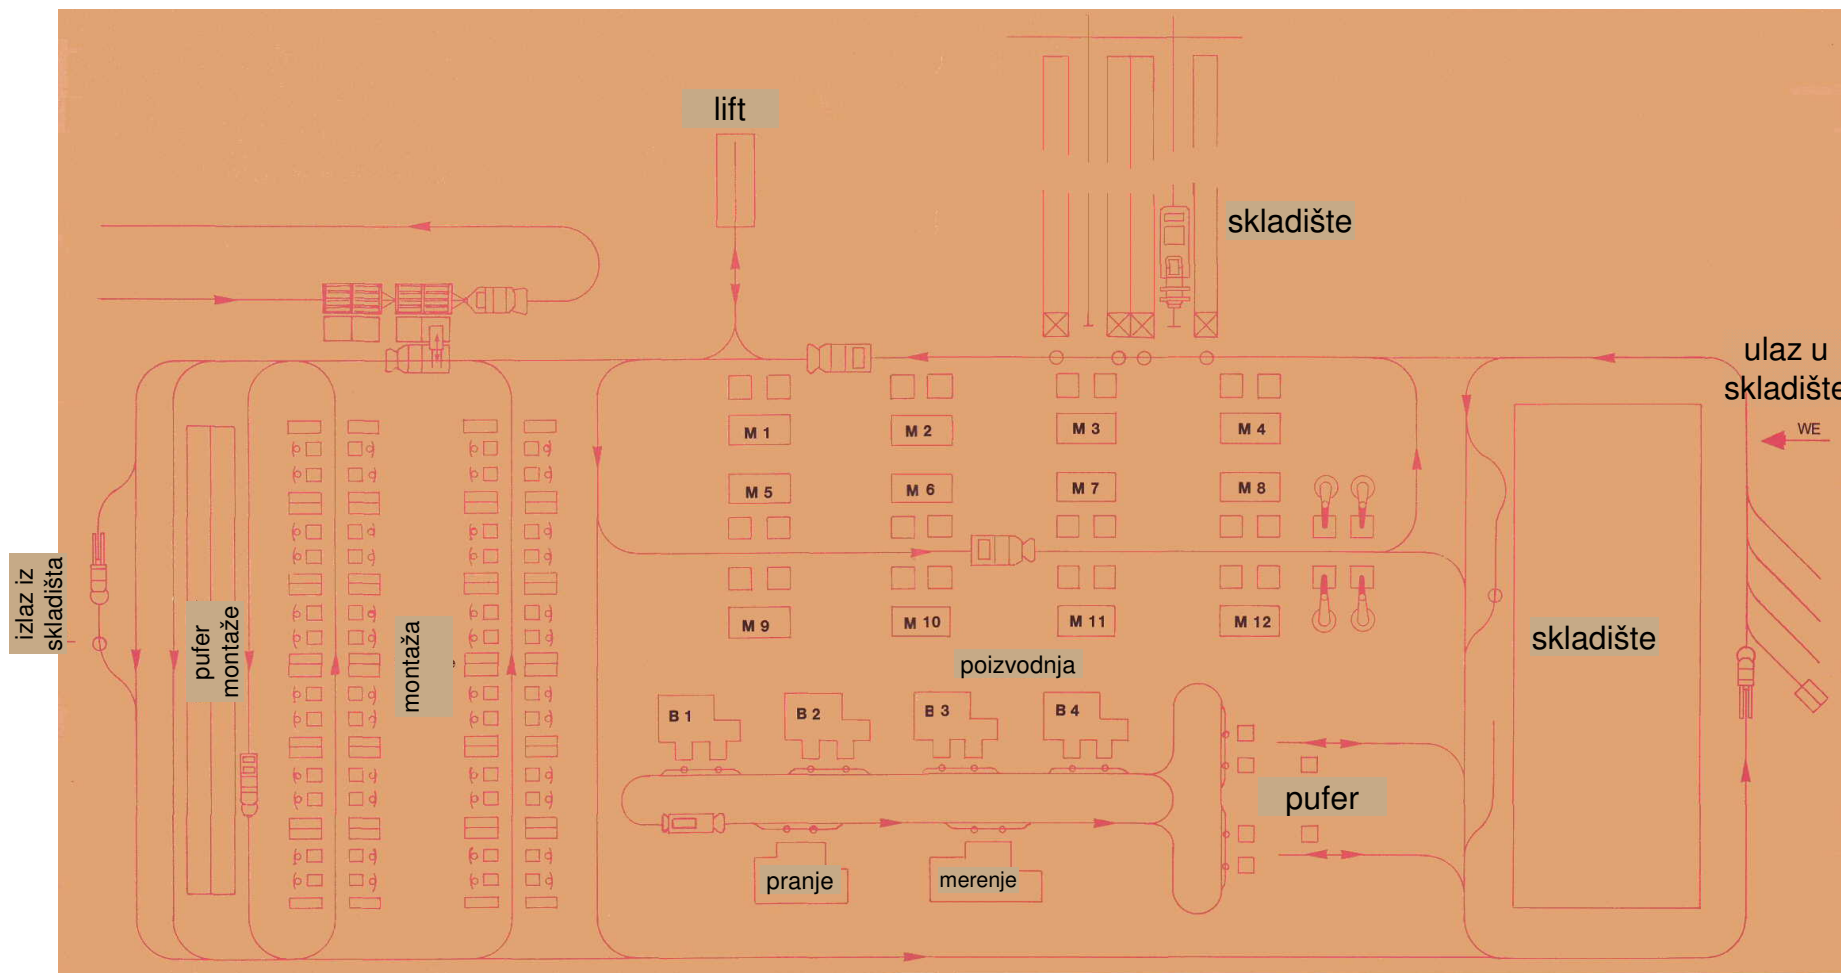 lift
skladište
ulaz u
skladište
WE
M 1
M 2
M 3
M 4
M 5
M 6
M 7
M 8
izlaz iz
skladišta
pufer
montaže
montaža
M 9
M 10
M 11
M 12
skladište
poizvodnja
B 1
B 2
B 3
B 4
pufer
pranje
merenje